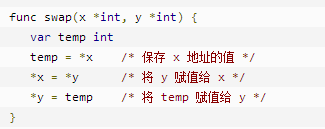 func swap(x *int, y *int) {
   var temp int
   temp = *x    /* 保存 x 地址的值 */
   *x = *y      /* 将 y 赋值给 x */
   *y = temp    /* 将 temp 赋值给 y */
}